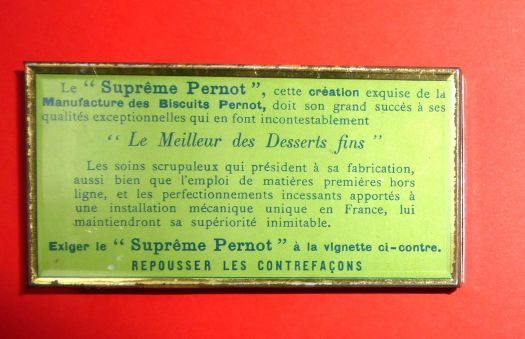 Le “ Suprême Pernot ”, cette création exquise de la
Manufacture des Biscuits Pernot, doit son grand succès à ses
qualités exceptionnelles qui en font incontestablement
“ Le Meilleur des Desserts fins ”
Les soins scrupuleux qui président à sa fabrication,
aussi bien que l'emploi de matières premières hors
ligne, et les perfectionnements incessants apportés à
une installation mécanique unique en France, lui
maintiendront sa supériorité inimitable.
Exiger le “ Suprême Pernot ” à la vignette ci-contre.
REPOUSSER LES CONTREFAÇONS